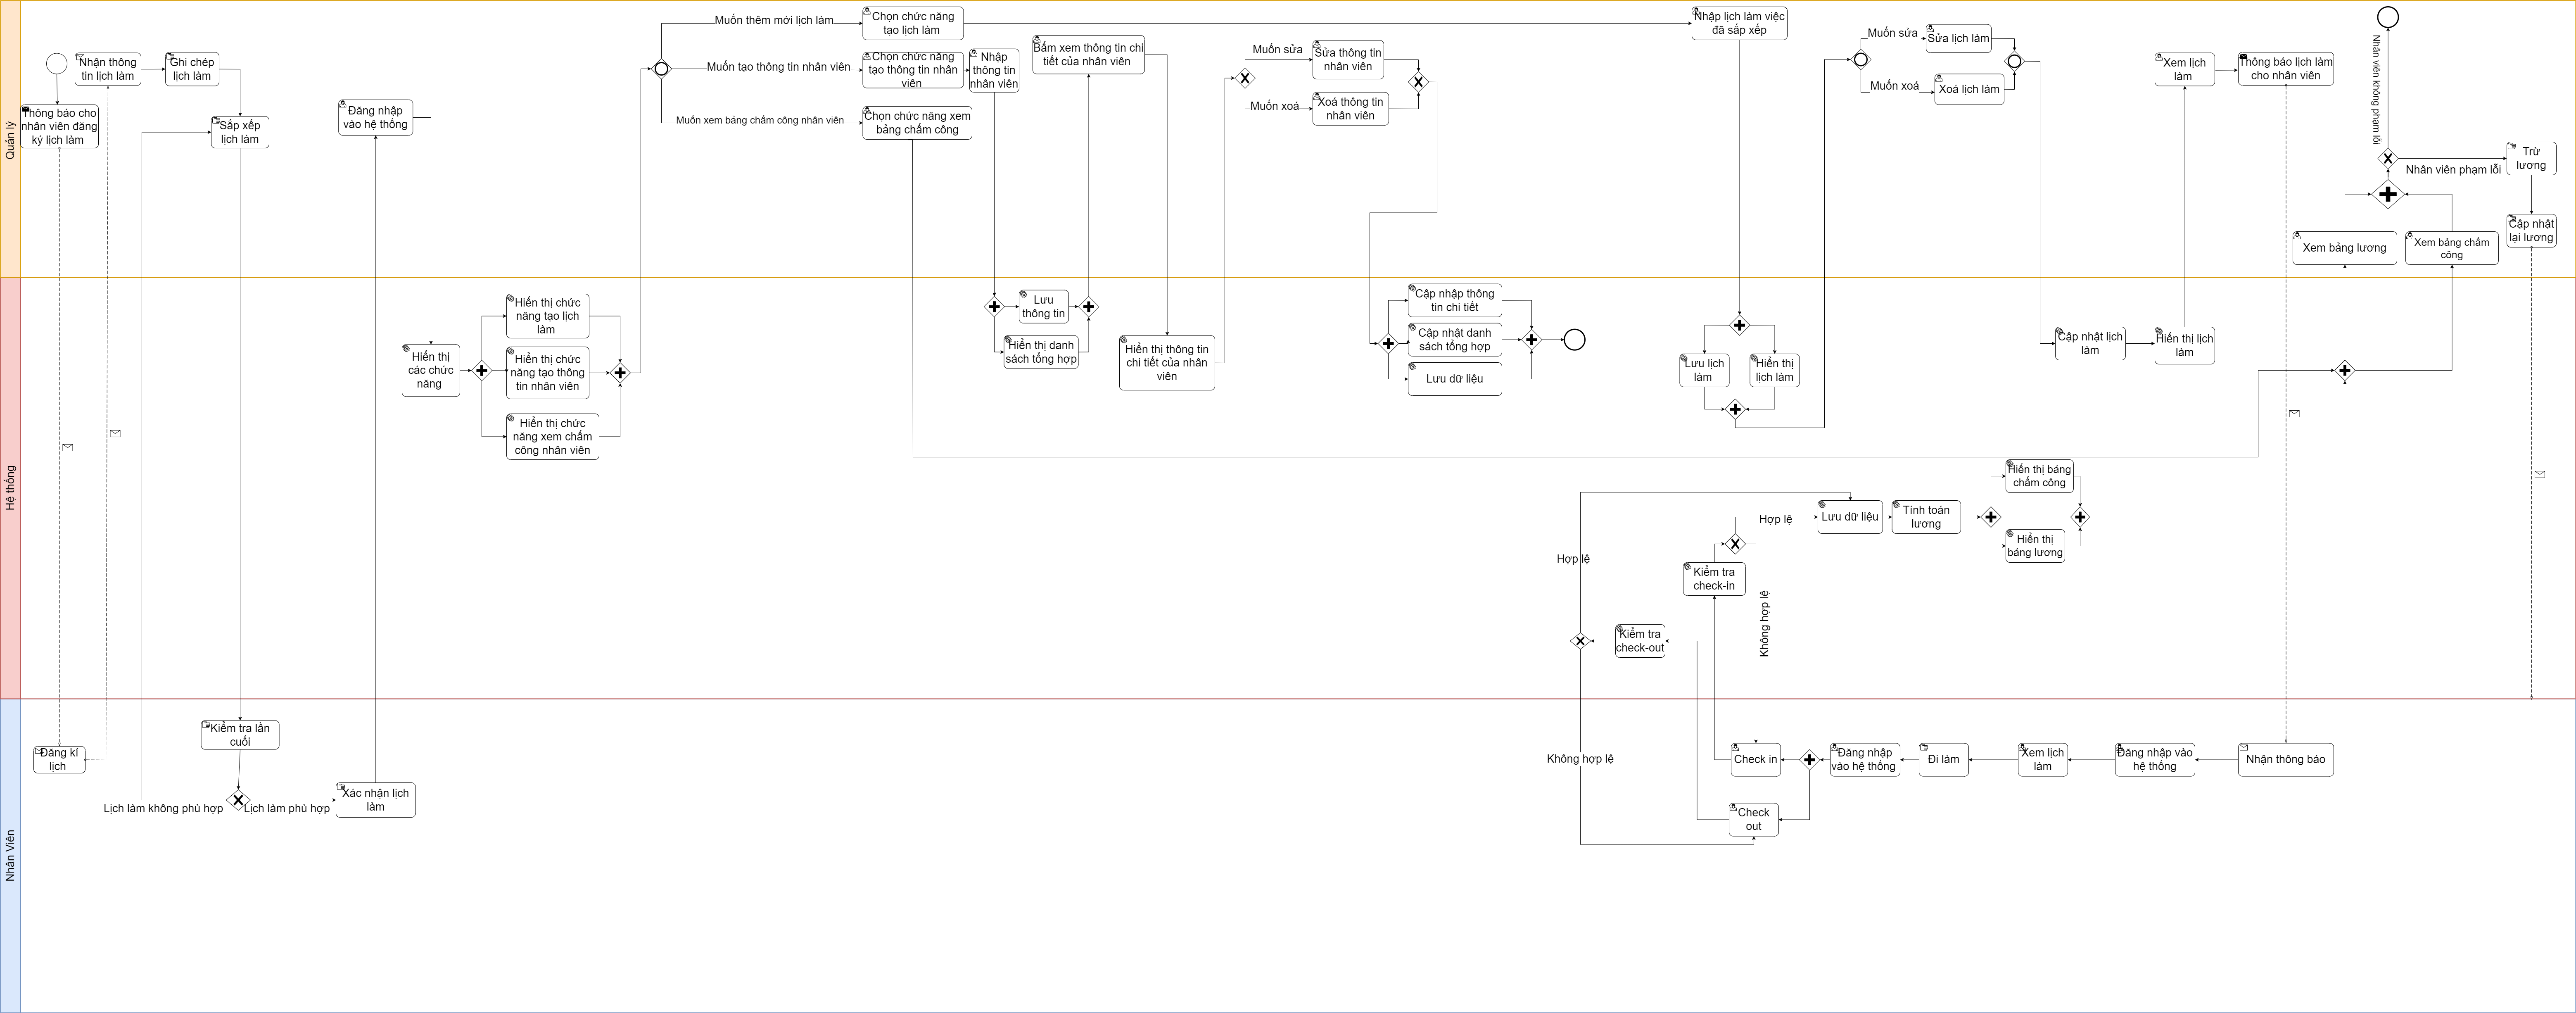 Quản lý
Thông báo cho
nhân viên đăng
ký lịch làm
Nhận thông
tin lịch làm
Ghi chép
lịch làm
Sắp xếp
lịch làm
Đăng nhập
vào hệ thống
Muốn thêm mới lịch làm
Chọn chức năng
tạo lịch làm
Muốn tạo thông tin nhân viên
Chọn chức năng
tạo thông tin nhân
viên
Nhập
thông tin
nhân viên
Muốn xem bảng chấm công nhân viên
Chọn chức năng xem
bảng chấm công
Bấm xem thông tin chi
tiết của nhân viên
Muốn sửa
Sửa thông tin
nhân viên
Muốn xoá
Xoá thông tin
nhân viên
Nhập lịch làm việc
đã sắp xếp
Muốn sửa
Sửa lịch làm
Muốn xoá
Xoá lịch làm
Xem lịch
làm
Thông báo lịch làm
cho nhân viên
Nhân viên không phạm lỗi
Nhân viên phạm lỗi
Trừ
lương
Cập nhật
lại lương
Xem bảng lương
Xem bảng chấm
công
Hệ thống
Hiển thị
các chức
năng
Hiển thị chức
năng tạo lịch
làm
Hiển thị chức
năng tạo thông
tin nhân viên
Hiển thị chức
năng xem chấm
công nhân viên
Lưu
thông tin
Hiển thị danh
sách tổng hợp
Hiển thị thông tin
chi tiết của nhân
viên
Cập nhập thông
tin chi tiết
Cập nhật danh
sách tổng hợp
Lưu dữ liệu
Lưu lịch
làm
Hiển thị
lịch làm
Cập nhật lịch
làm
Hiển thị lịch
làm
Hợp lệ
Hợp lệ
Lưu dữ liệu
Tính toán
lương
Hiển thị bảng
chấm công
Hiển thị
bảng lương
Kiểm tra
check-in
Không hợp lệ
Kiểm tra
check-out
Nhân Viên
Đăng kí
lịch
Kiểm tra lần
cuối
Lịch làm không phù hợp
Lịch làm phù hợp
Xác nhận lịch
làm
Không hợp lệ
Check in
Check
out
Đăng nhập
vào hệ thống
Đi làm
Xem lịch
làm
Đăng nhập vào
hệ thống
Nhận thông báo